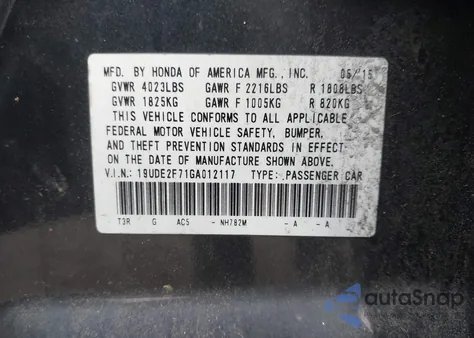 MFD. BY HONDA OF AMERICA MFG., INC. 05/15
GVWR 4023LBS GAWR F 2216LBS R 1808LBS
GVWR 1825KG GAWR F 1005KG R 820KG
THIS VEHICLE CONFORMS TO ALL APPLICABLE
FEDERAL MOTOR VEHICLE SAFETY, BUMPER,
AND THEFT PREVENTION STANDARDS IN EFFECT
ON THE DATE OF MANUFACTURE SHOWN ABOVE.
V.I.N.: 19UDE2F71GA012117 TYPE: PASSENGER CAR
T3R G AC5 NH782M -A -A
autoSnap